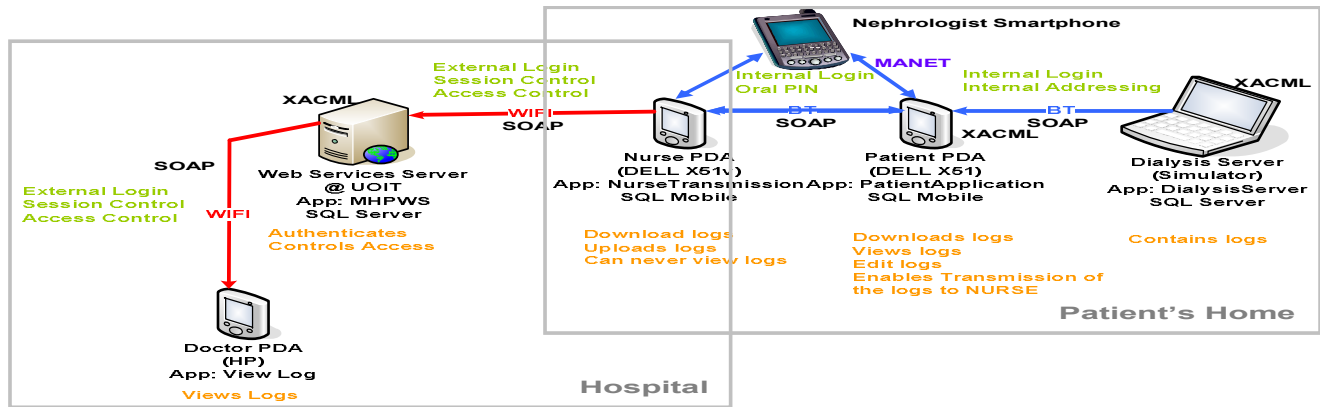 Nephrologist Smartphone
MANET
External Login
Session Control
Access Control
Internal Login
Oral PIN
Internal Login
Internal Addressing
XACML
WIFI
SOAP
BT
SOAP
BT
SOAP
XACML
XACML
SOAP
External Login
Session Control
Access Control
WIFI
Web Services Server
@ UOIT
App: MHPWS
SQL Server
Authenticates
Controls Access
Nurse PDA
(DELL X51v)
App: NurseTransmission
SQL Mobile
Download logs
Uploads logs
Can never view logs
Patient PDA
(DELL X51)
App: PatientApplication
SQL Mobile
Downloads logs
Views logs
Edit logs
Enables Transmission of
the logs to NURSE
Dialysis Server
(Simulator)
App: DialysisServer
SQL Server
Contains logs
Patient's Home
Doctor PDA
(HP)
App: View Log
Views Logs
Hospital